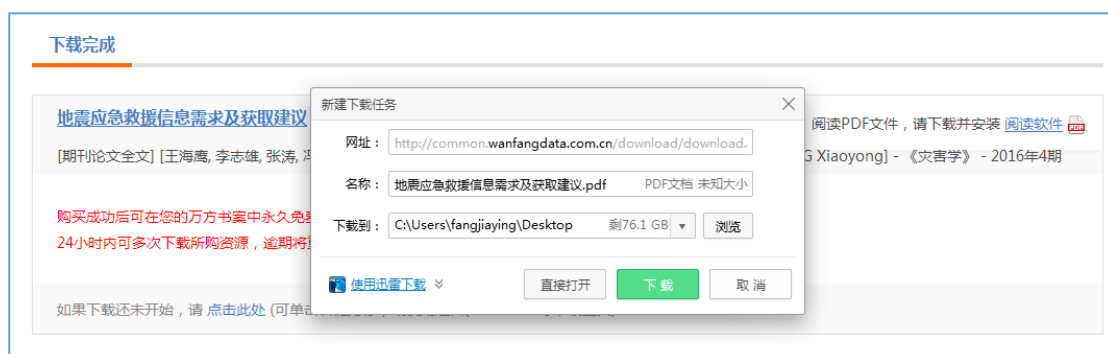 下载完成
地震应急救援信息需求及获取建议
阅读PDF文件，请下载并安装 阅读软件
PDF
[期刊论文全文] [王海鹰, 李志雄, 张涛,
G Xiaoyong] - 《灾害学》 - 2016年4期
购买成功后可在您的万方书案中永久免
24小时内可多次下载所购资源，逾期将
如果下载还未开始，请 点击此处 (可单
新建下载任务
网址： http://common.wanfangdata.com.cn/download/download.
名称： 地震应急救援信息需求及获取建议.pdf PDF文档 未知大小
下载到： C:\Users\fangjiaying\Desktop 剩76.1 GB 浏览
使用迅雷下载 直接打开 下载 取消